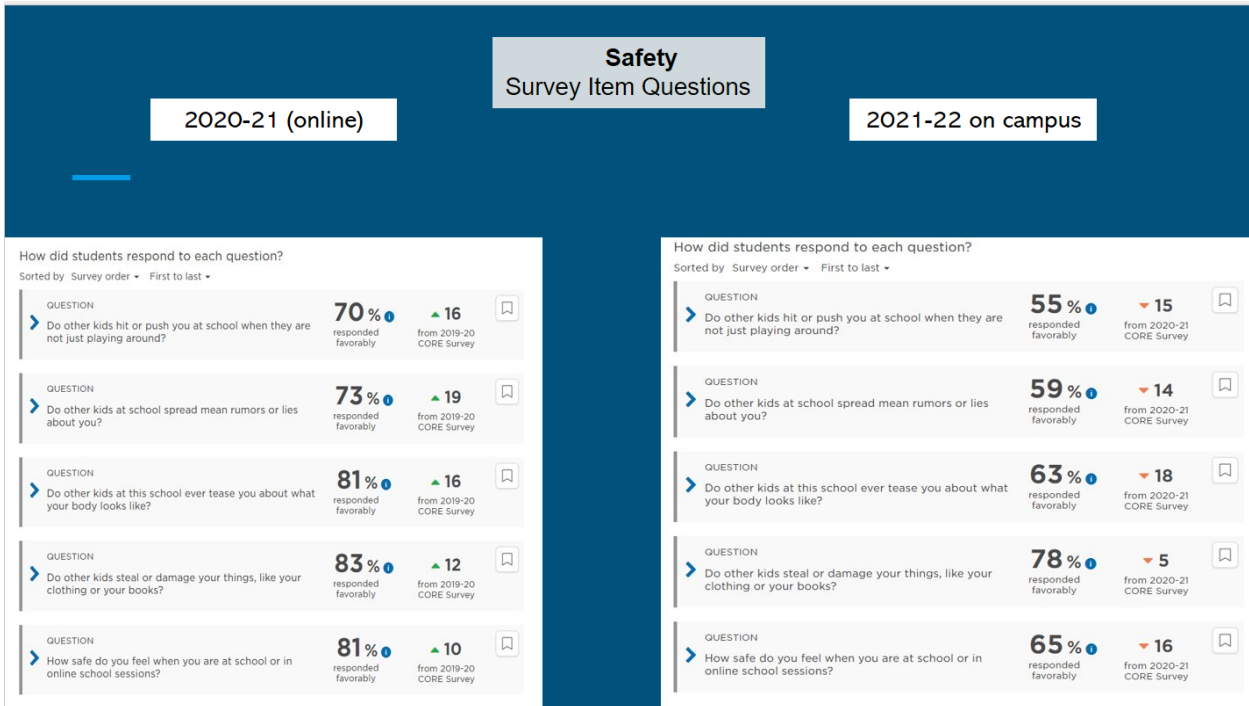 Safety
Survey Item Questions
2020-21 (online)
2021-22 on campus
How did students respond to each question?
Sorted by Survey order First to last
QUESTION
Do other kids hit or push you at school when they are
not just playing around?
70 %
responded
favorably
16
from 2019-20
CORE Survey
QUESTION
Do other kids at school spread mean rumors or lies
about you?
73 %
responded
favorably
19
from 2019-20
CORE Survey
QUESTION
Do other kids at this school ever tease you about what
your body looks like?
81 %
responded
favorably
16
from 2019-20
CORE Survey
QUESTION
Do other kids steal or damage your things, like your
clothing or your books?
83 %
responded
favorably
12
from 2019-20
CORE Survey
QUESTION
How safe do you feel when you are at school or in
online school sessions?
81 %
responded
favorably
10
from 2019-20
CORE Survey
How did students respond to each question?
Sorted by Survey order First to last
QUESTION
Do other kids hit or push you at school when they are
not just playing around?
55 %
responded
favorably
15
from 2020-21
CORE Survey
QUESTION
Do other kids at school spread mean rumors or lies
about you?
59 %
responded
favorably
14
from 2020-21
CORE Survey
QUESTION
Do other kids at this school ever tease you about what
your body looks like?
63 %
responded
favorably
18
from 2020-21
CORE Survey
QUESTION
Do other kids steal or damage your things, like your
clothing or your books?
78 %
responded
favorably
5
from 2020-21
CORE Survey
QUESTION
How safe do you feel when you are at school or in
online school sessions?
65 %
responded
favorably
16
from 2020-21
CORE Survey